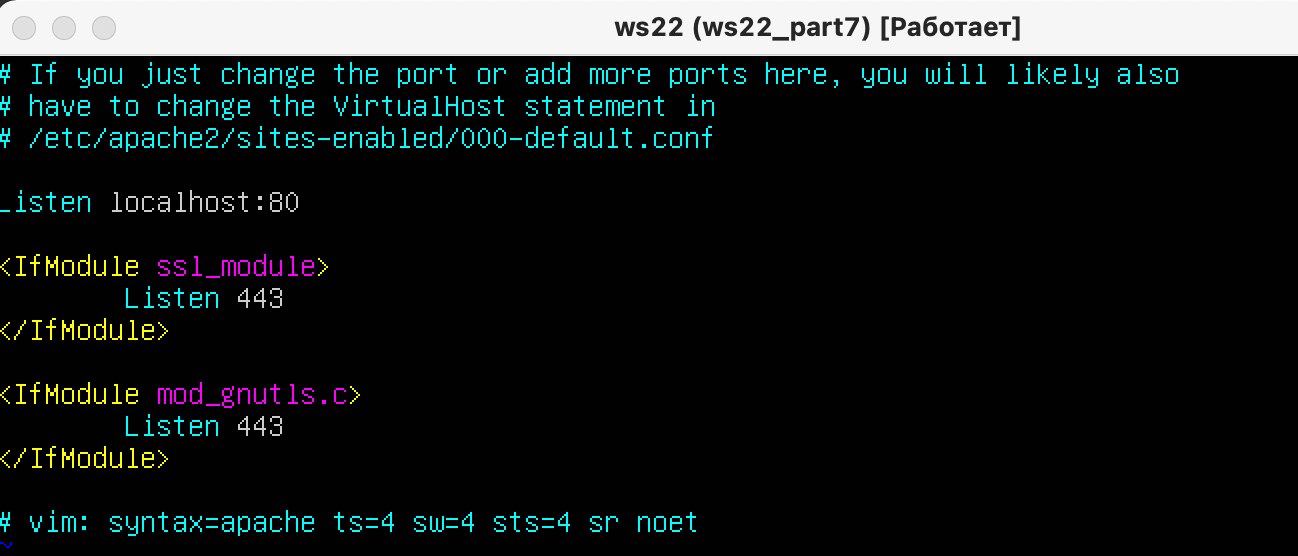 ws22 (ws22_part7) [Работает]
# If you just change the port or add more ports here, you will likely also
# have to change the VirtualHost statement in
# /etc/apache2/sites-enabled/000-default.conf
Listen localhost:80
<IfModule ssl_module>
Listen 443
</IfModule>
<IfModule mod_gnutls.c>
Listen 443
</IfModule>
# vim: syntax=apache ts=4 sw=4 sts=4 sr noet
~